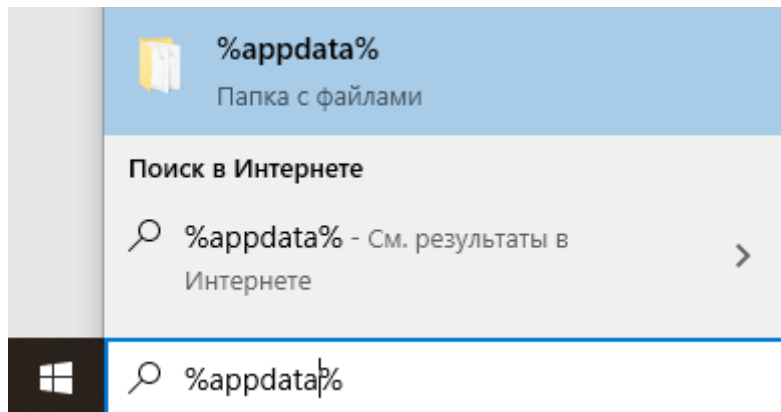 %appdata%
Папка с файлами
Поиск в Интернете
%appdata% - См. результаты в
Интернете
%appdata%